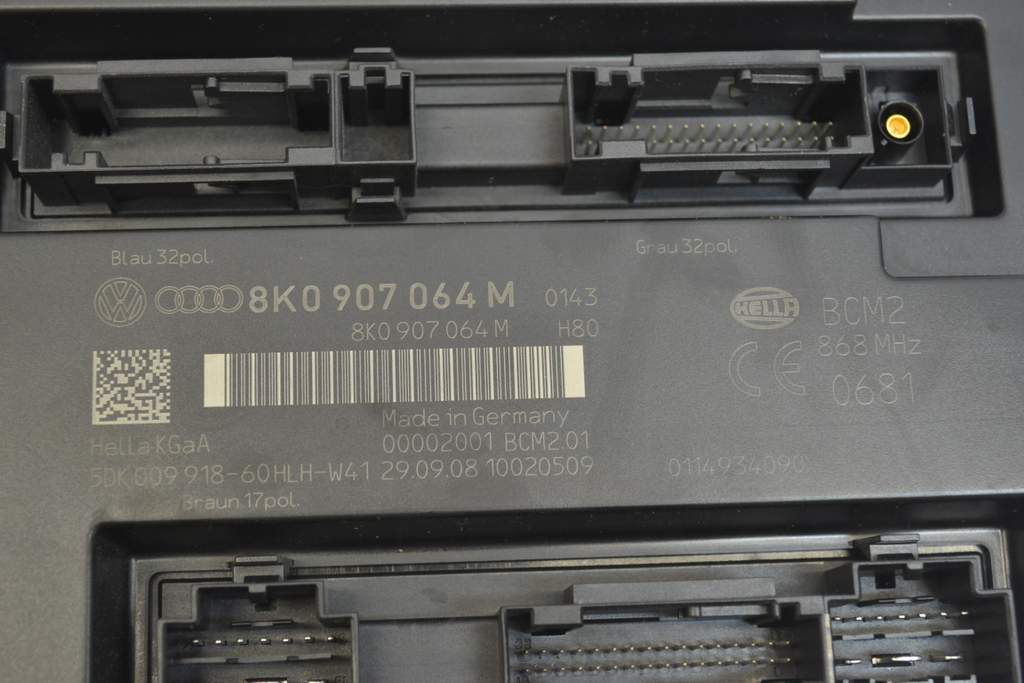 Blau 32pol.
Grau 32pol.
8K0 907 064 M 0143
8K0 907 064 M H80
HELLA
BCM2
868 MHz
CE
0681
Made in Germany
Hella KGaA 00002001 BCM2.01
5DK 009 918-60 HLH-W41 29.09.08 10020509
0114934090
Braun 17pol.